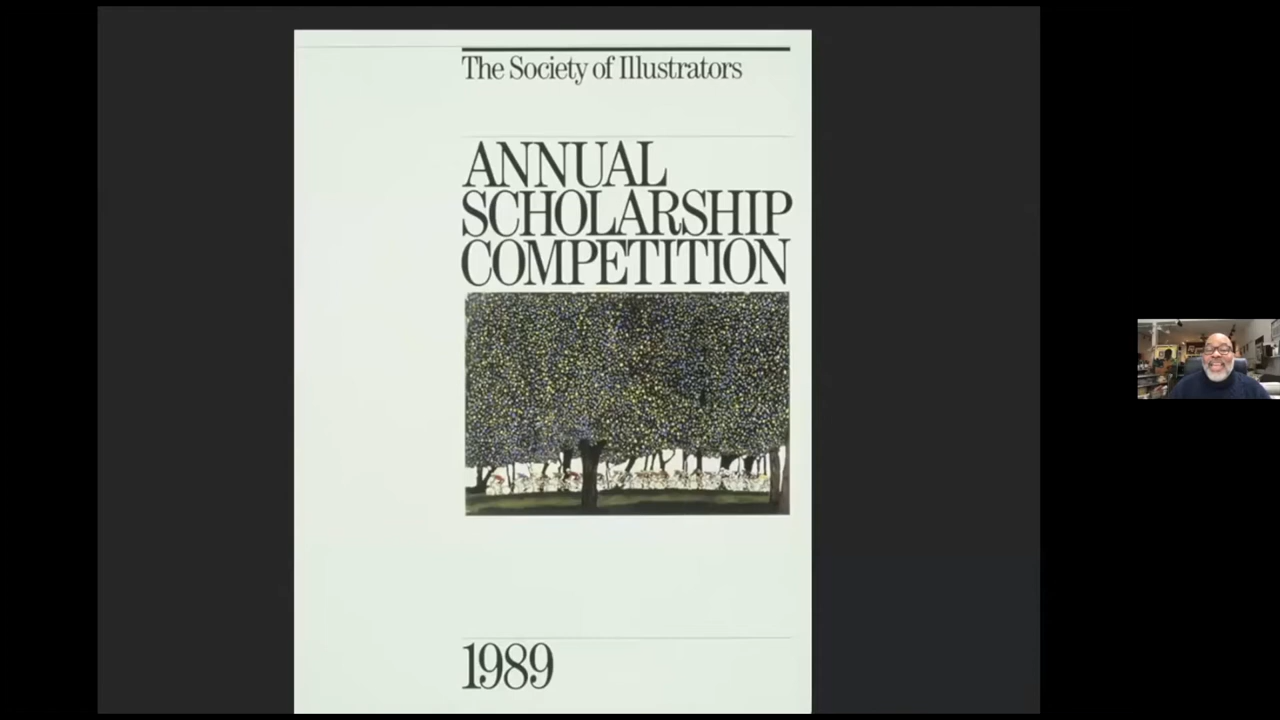 The Society of Illustrators
ANNUAL
SCHOLARSHIP
COMPETITION
1989